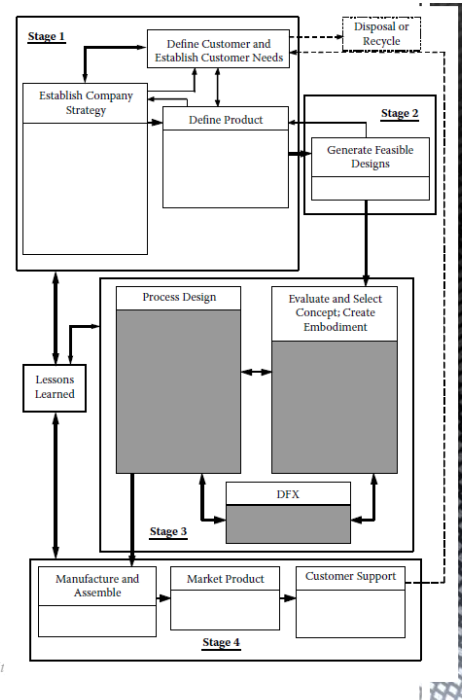 Stage 1
Define Customer and
Establish Customer Needs
Disposal or
Recycle
Establish Company
Strategy
Define Product
Stage 2
Generate Feasible
Designs
Process Design
Evaluate and Select
Concept; Create
Embodiment
Lessons
Learned
DFX
Stage 3
Manufacture and
Assemble
Market Product
Customer Support
Stage 4